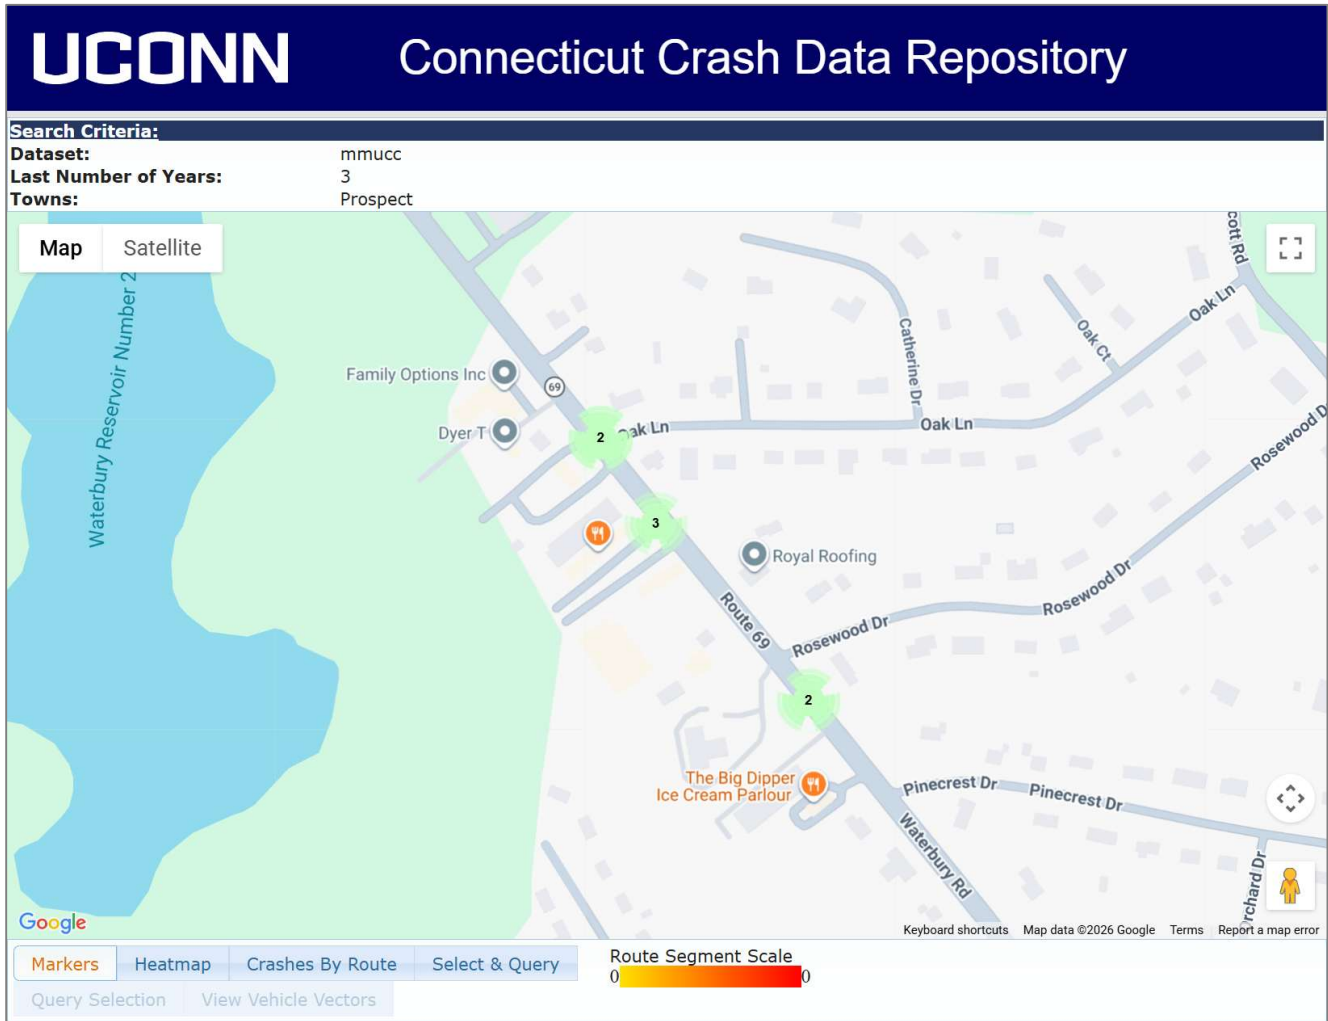 UCONN Connecticut Crash Data Repository
Search Criteria:
Dataset: mmucc
Last Number of Years: 3
Towns: Prospect
Map Satellite
Waterbury Reservoir Number 2
Family Options Inc
69
Dyer T
2
Oak Ln
Catherine Dr
Oak Ct
Oak Ln
Oak Ln
Rosewood D
3
Royal Roofing
Route 69
Rosewood Dr
Rosewood Dr
2
The Big Dipper
Ice Cream Parlour
Pinecrest Dr
Pinecrest Dr
Waterbury Rd
Google
Keyboard shortcuts Map data ©2026 Google Terms Report a map error
Markers Heatmap Crashes By Route Select & Query
Route Segment Scale
0 0
Query Selection View Vehicle Vectors